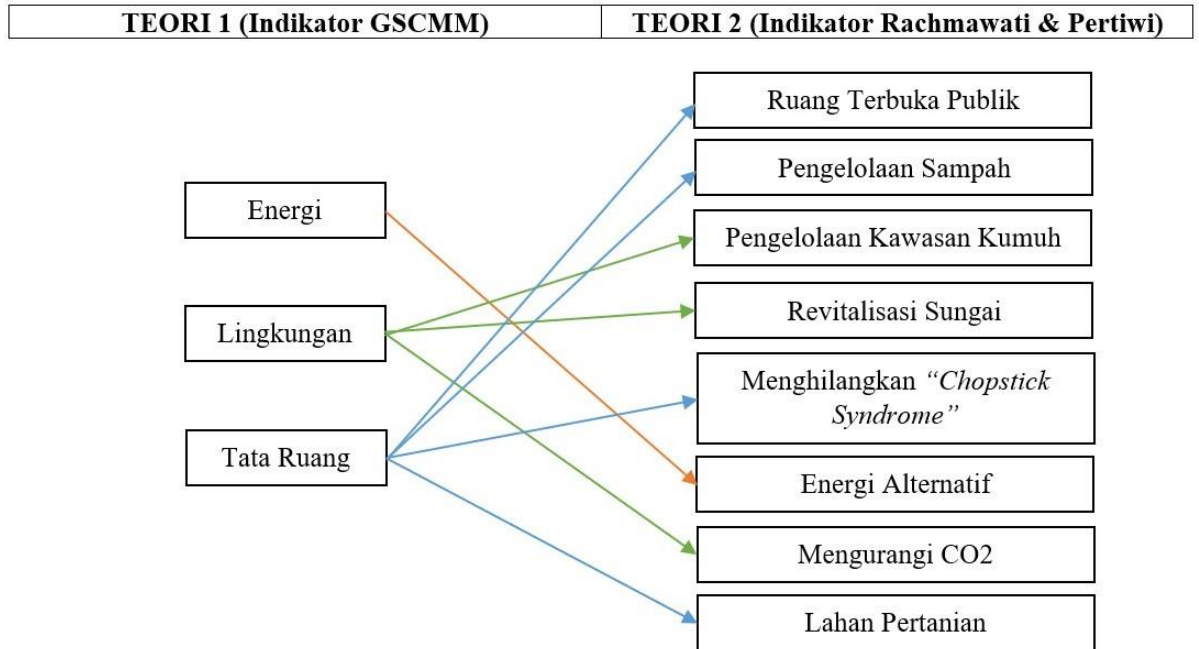 TEORI 1 (Indikator GSCMM)
TEORI 2 (Indikator Rachmawati & Pertiwi)
Energi
Lingkungan
Tata Ruang
Ruang Terbuka Publik
Pengelolaan Sampah
Pengelolaan Kawasan Kumuh
Revitalisasi Sungai
Menghilangkan “Chopstick
Syndrome”
Energi Alternatif
Mengurangi CO2
Lahan Pertanian